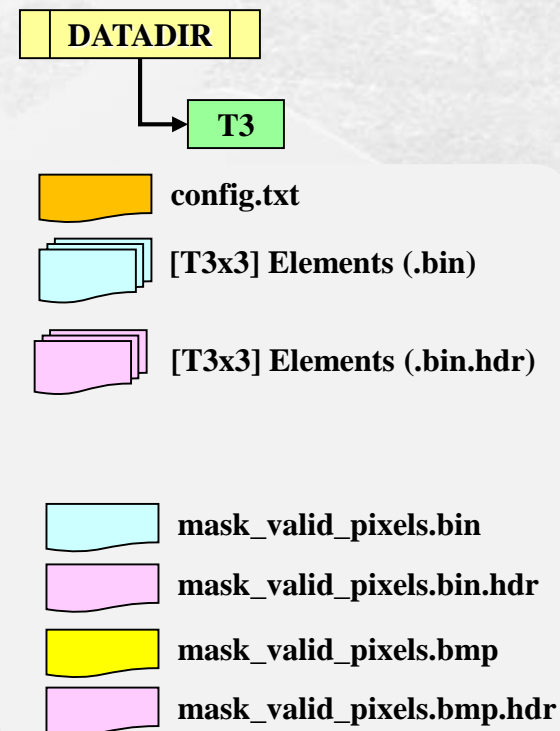 DATADIR
T3
config.txt
[T3x3] Elements (.bin)
[T3x3] Elements (.bin.hdr)
mask_valid_pixels.bin
mask_valid_pixels.bin.hdr
mask_valid_pixels.bmp
mask_valid_pixels.bmp.hdr